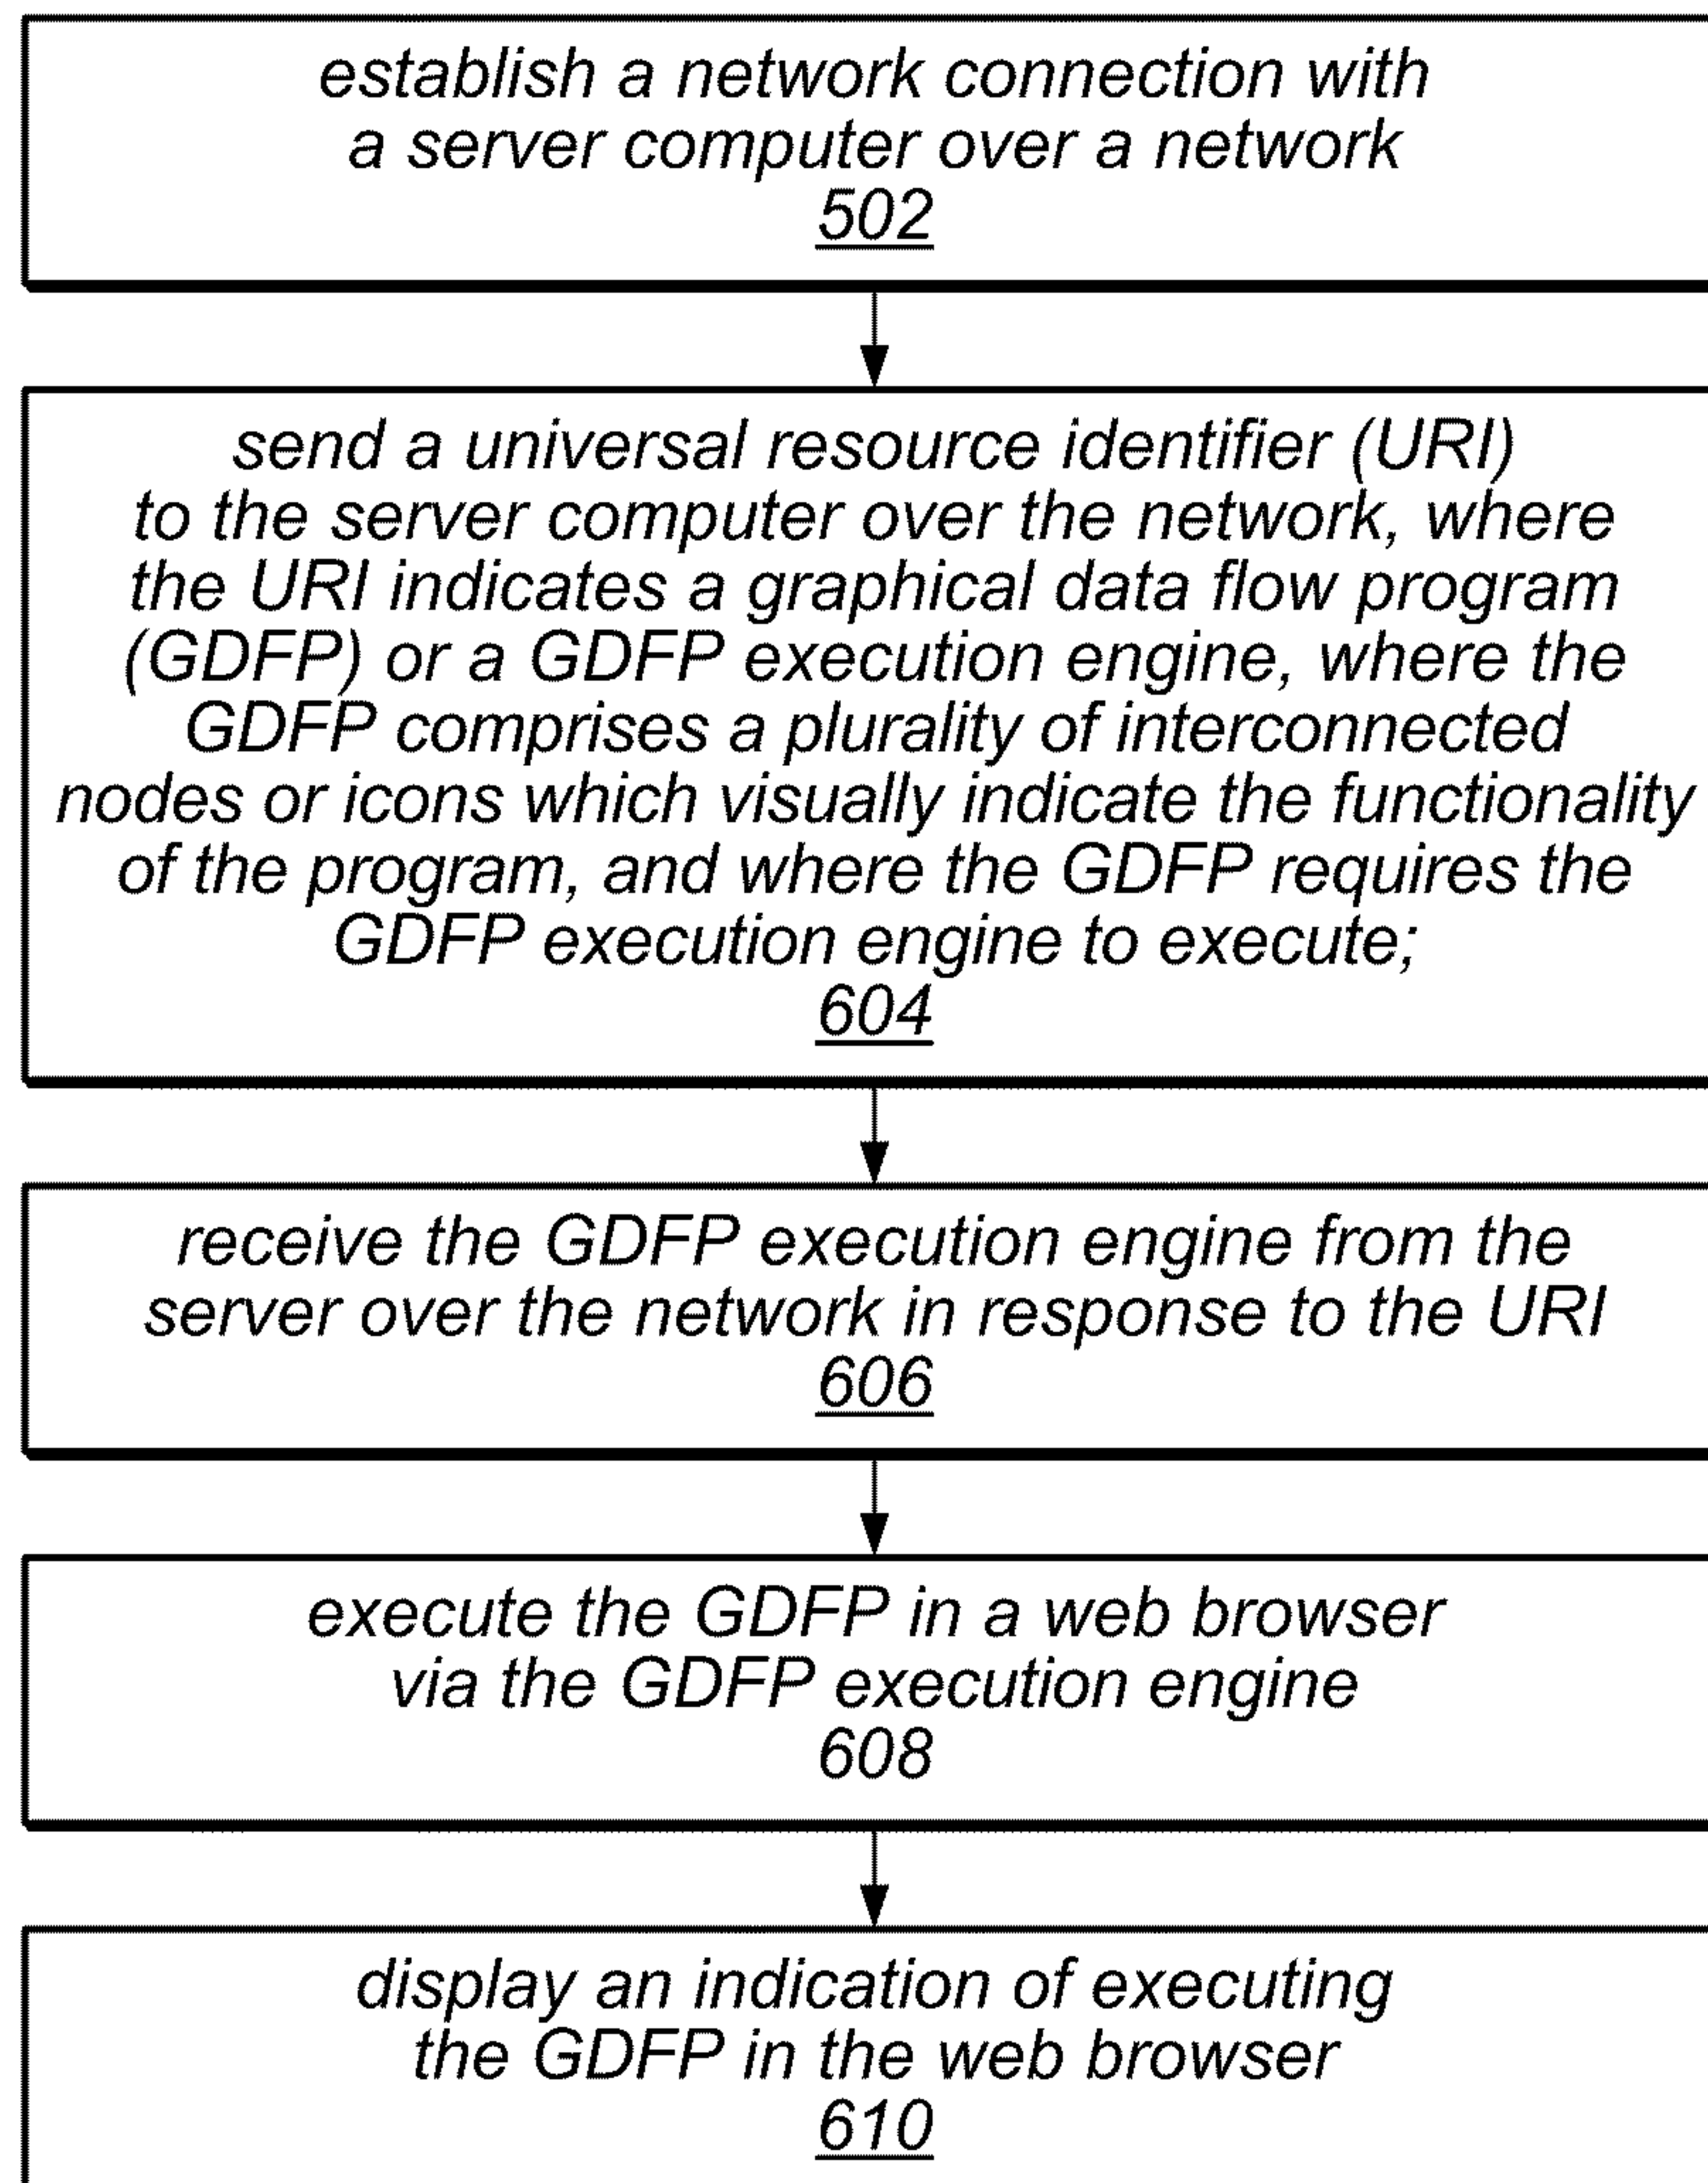 establish a network connection with
a server computer over a network
502
send a universal resource identifier (URI)
to the server computer over the network, where
the URI indicates a graphical data flow program
(GDFP) or a GDFP execution engine, where the
GDFP comprises a plurality of interconnected
nodes or icons which visually indicate the functionality
of the program, and where the GDFP requires the
GDFP execution engine to execute;
604
receive the GDFP execution engine from the
server over the network in response to the URI
606
execute the GDFP in a web browser
via the GDFP execution engine
608
display an indication of executing
the GDFP in the web browser
610